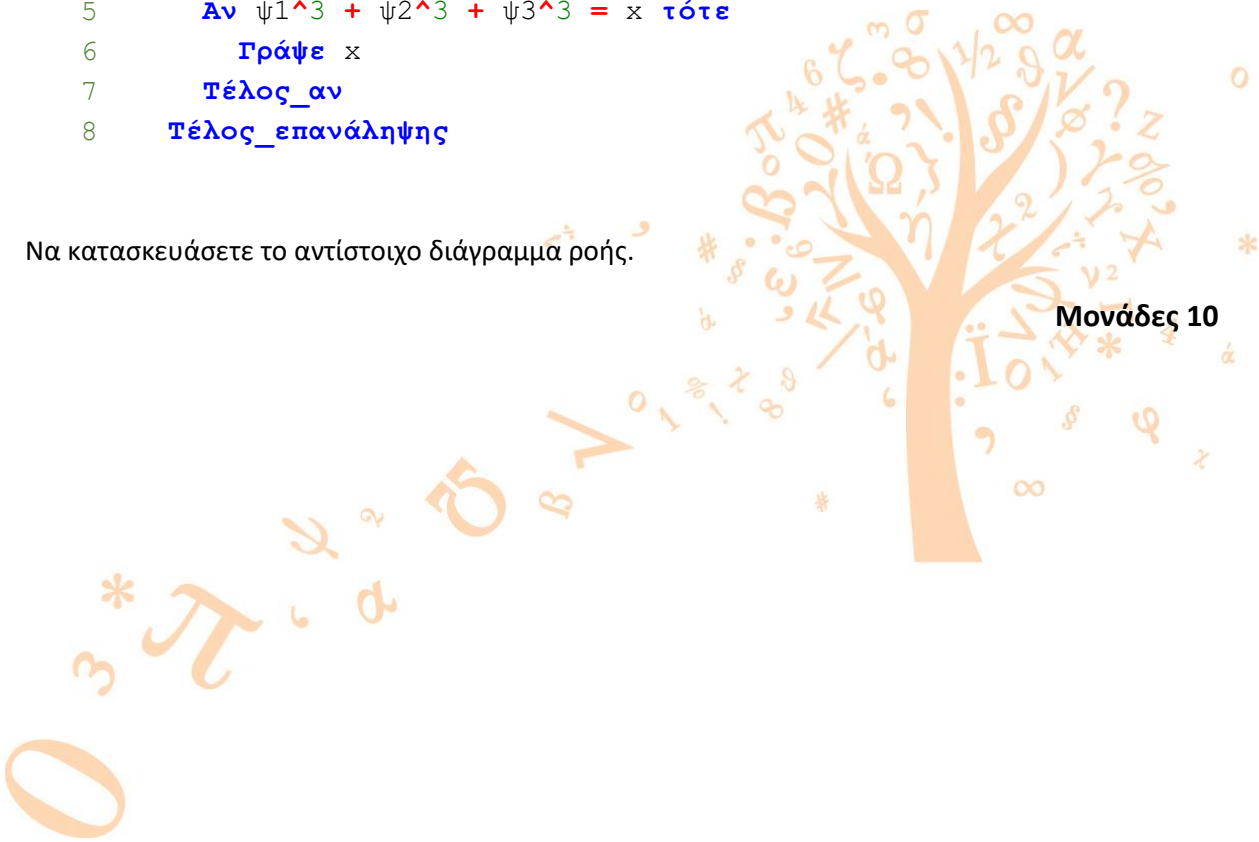 5 Αν ψ1^3 + ψ2^3 + ψ3^3 = x τότε
6 Γράψε x
7 Τέλος_αν
8 Τέλος_επανάληψης
Να κατασκευάσετε το αντίστοιχο διάγραμμα ροής.
Μονάδες 10